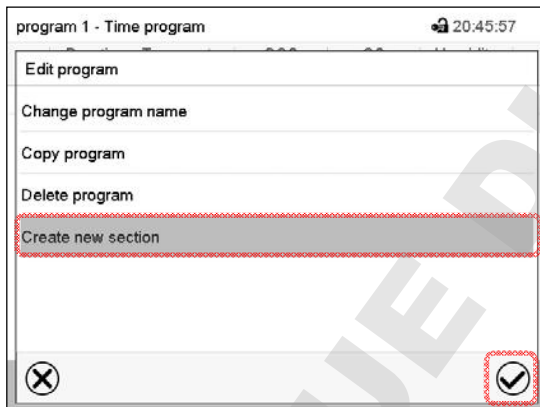 program 1 - Time program 20:45:57
Edit program
Change program name
Copy program
Delete program
Create new section